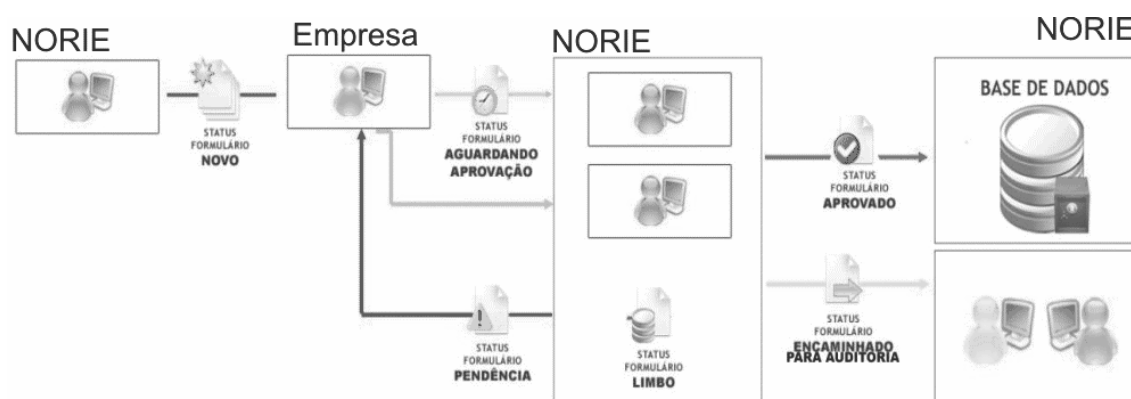 NORIE
STATUS
FORMULÁRIO
NOVO
Empresa
STATUS
FORMULÁRIO
AGUARDANDO
APROVAÇÃO
STATUS
FORMULÁRIO
PENDÊNCIA
NORIE
STATUS
FORMULÁRIO
LIMBO
STATUS
FORMULÁRIO
APROVADO
STATUS
FORMULÁRIO
ENCAMINHADO
PARA AUDITORIA
NORIE
BASE DE DADOS